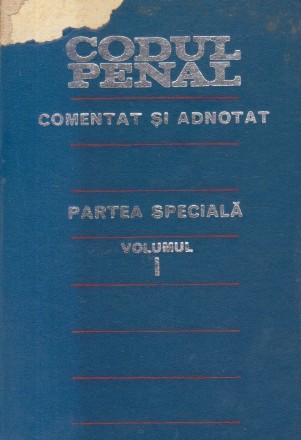 CODUL
PENAL
COMENTAT ȘI ADNOTAT
PARTEA SPECIALĂ
VOLUMUL
I